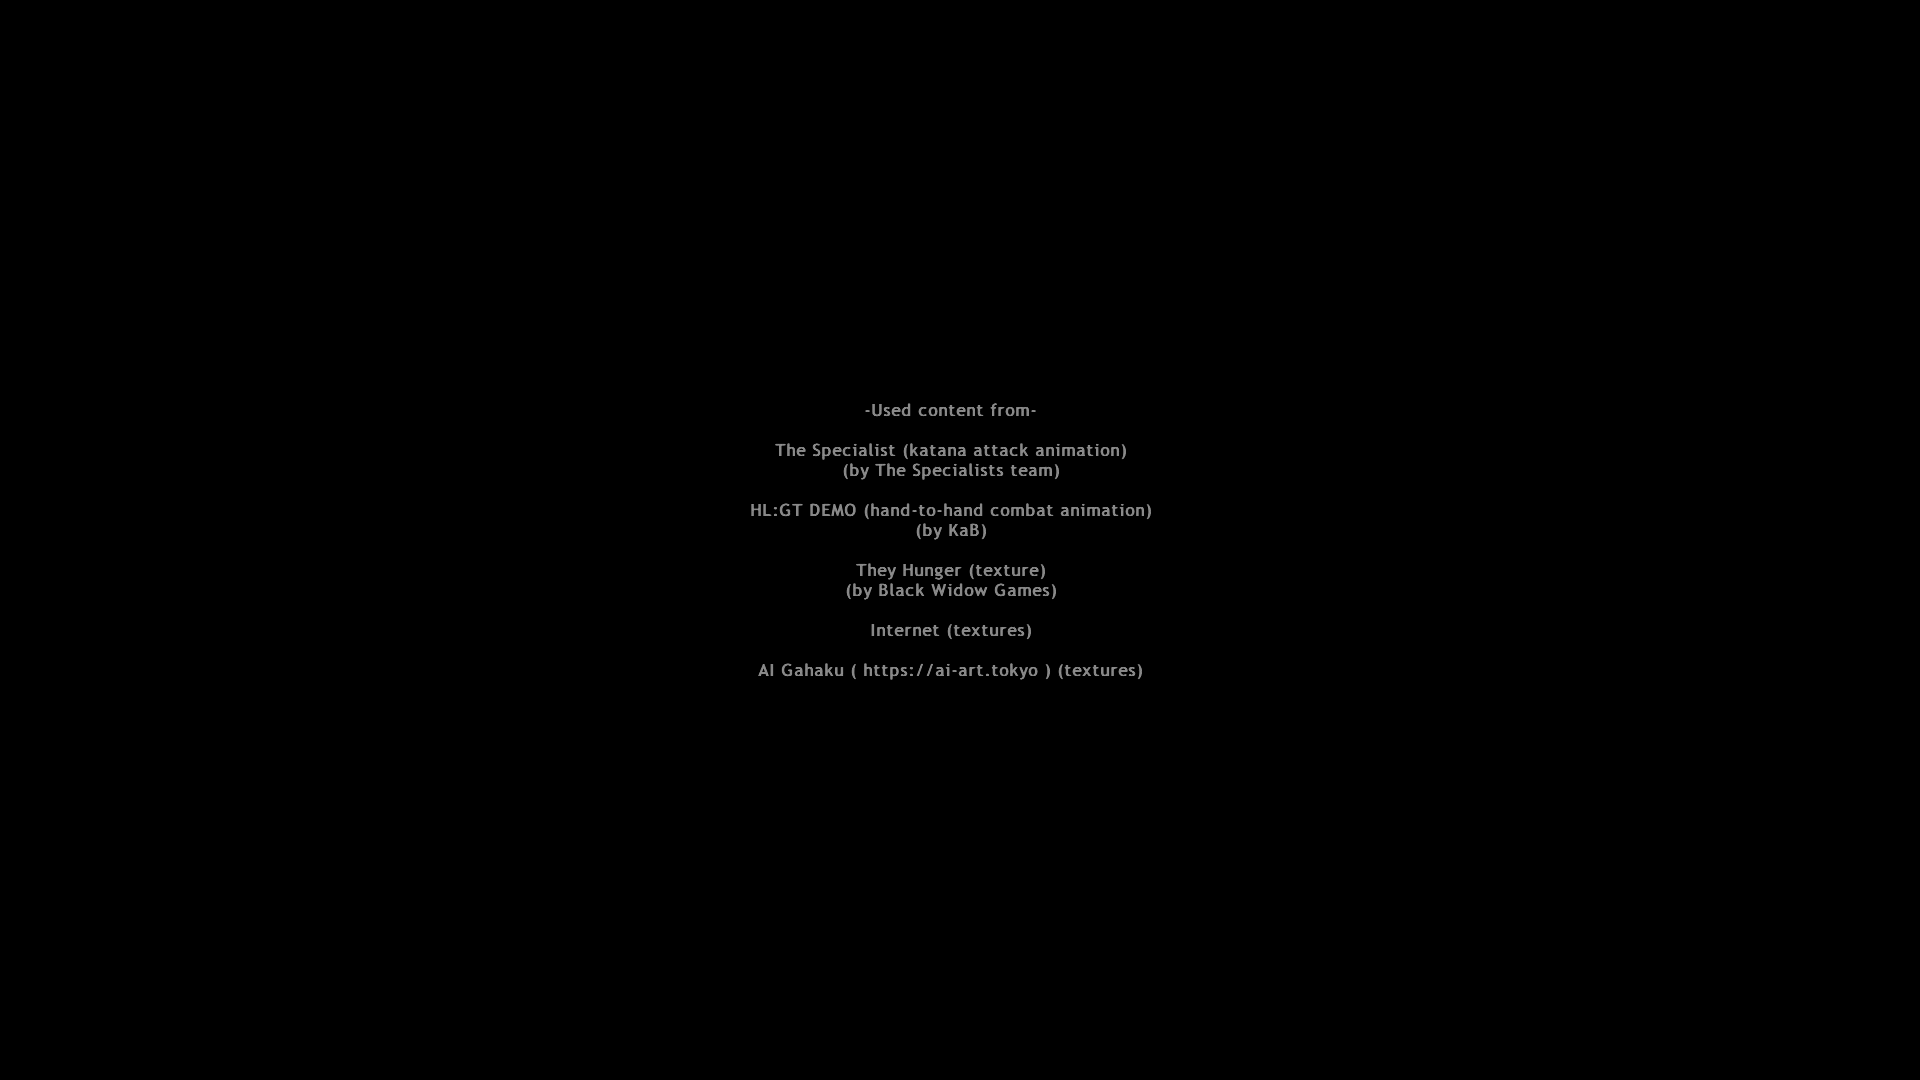 -Used content from-
The Specialist (katana attack animation)
(by The Specialists team)
HL:GT DEMO (hand-to-hand combat animation)
(by KaB)
They Hunger (texture)
(by Black Widow Games)
Internet (textures)
AI Gahaku ( https://ai-art.tokyo ) (textures)